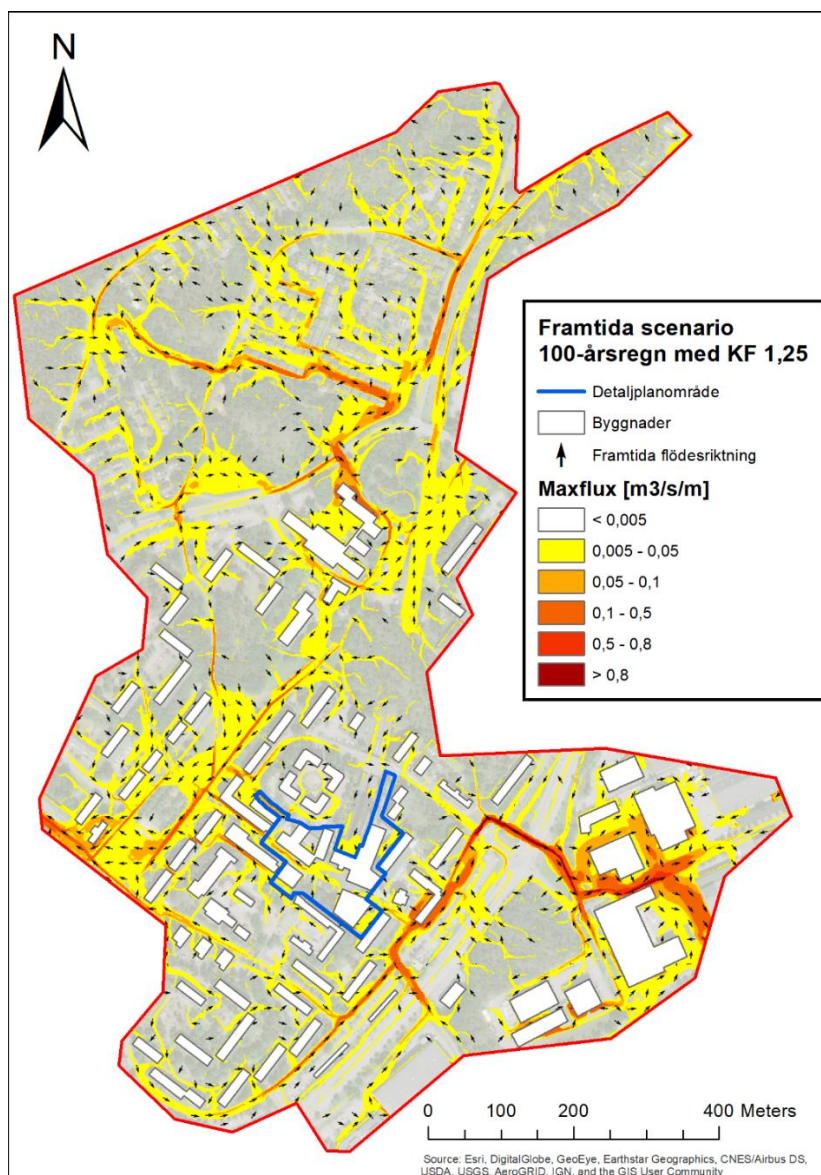 N
Framtida scenario
100-årsregn med KF 1,25
Detaljplanområde
Byggnader
Framtida flödesriktning
Maxflux [m3/s/m]
< 0,005
0,005 - 0,05
0,05 - 0,1
0,1 - 0,5
0,5 - 0,8
> 0,8
0 100 200 400 Meters
Source: Esri, DigitalGlobe, GeoEye, Earthstar Geographics, CNES/Airbus DS,
USDA, USGS, AeroGRID, IGN, and the GIS User Community